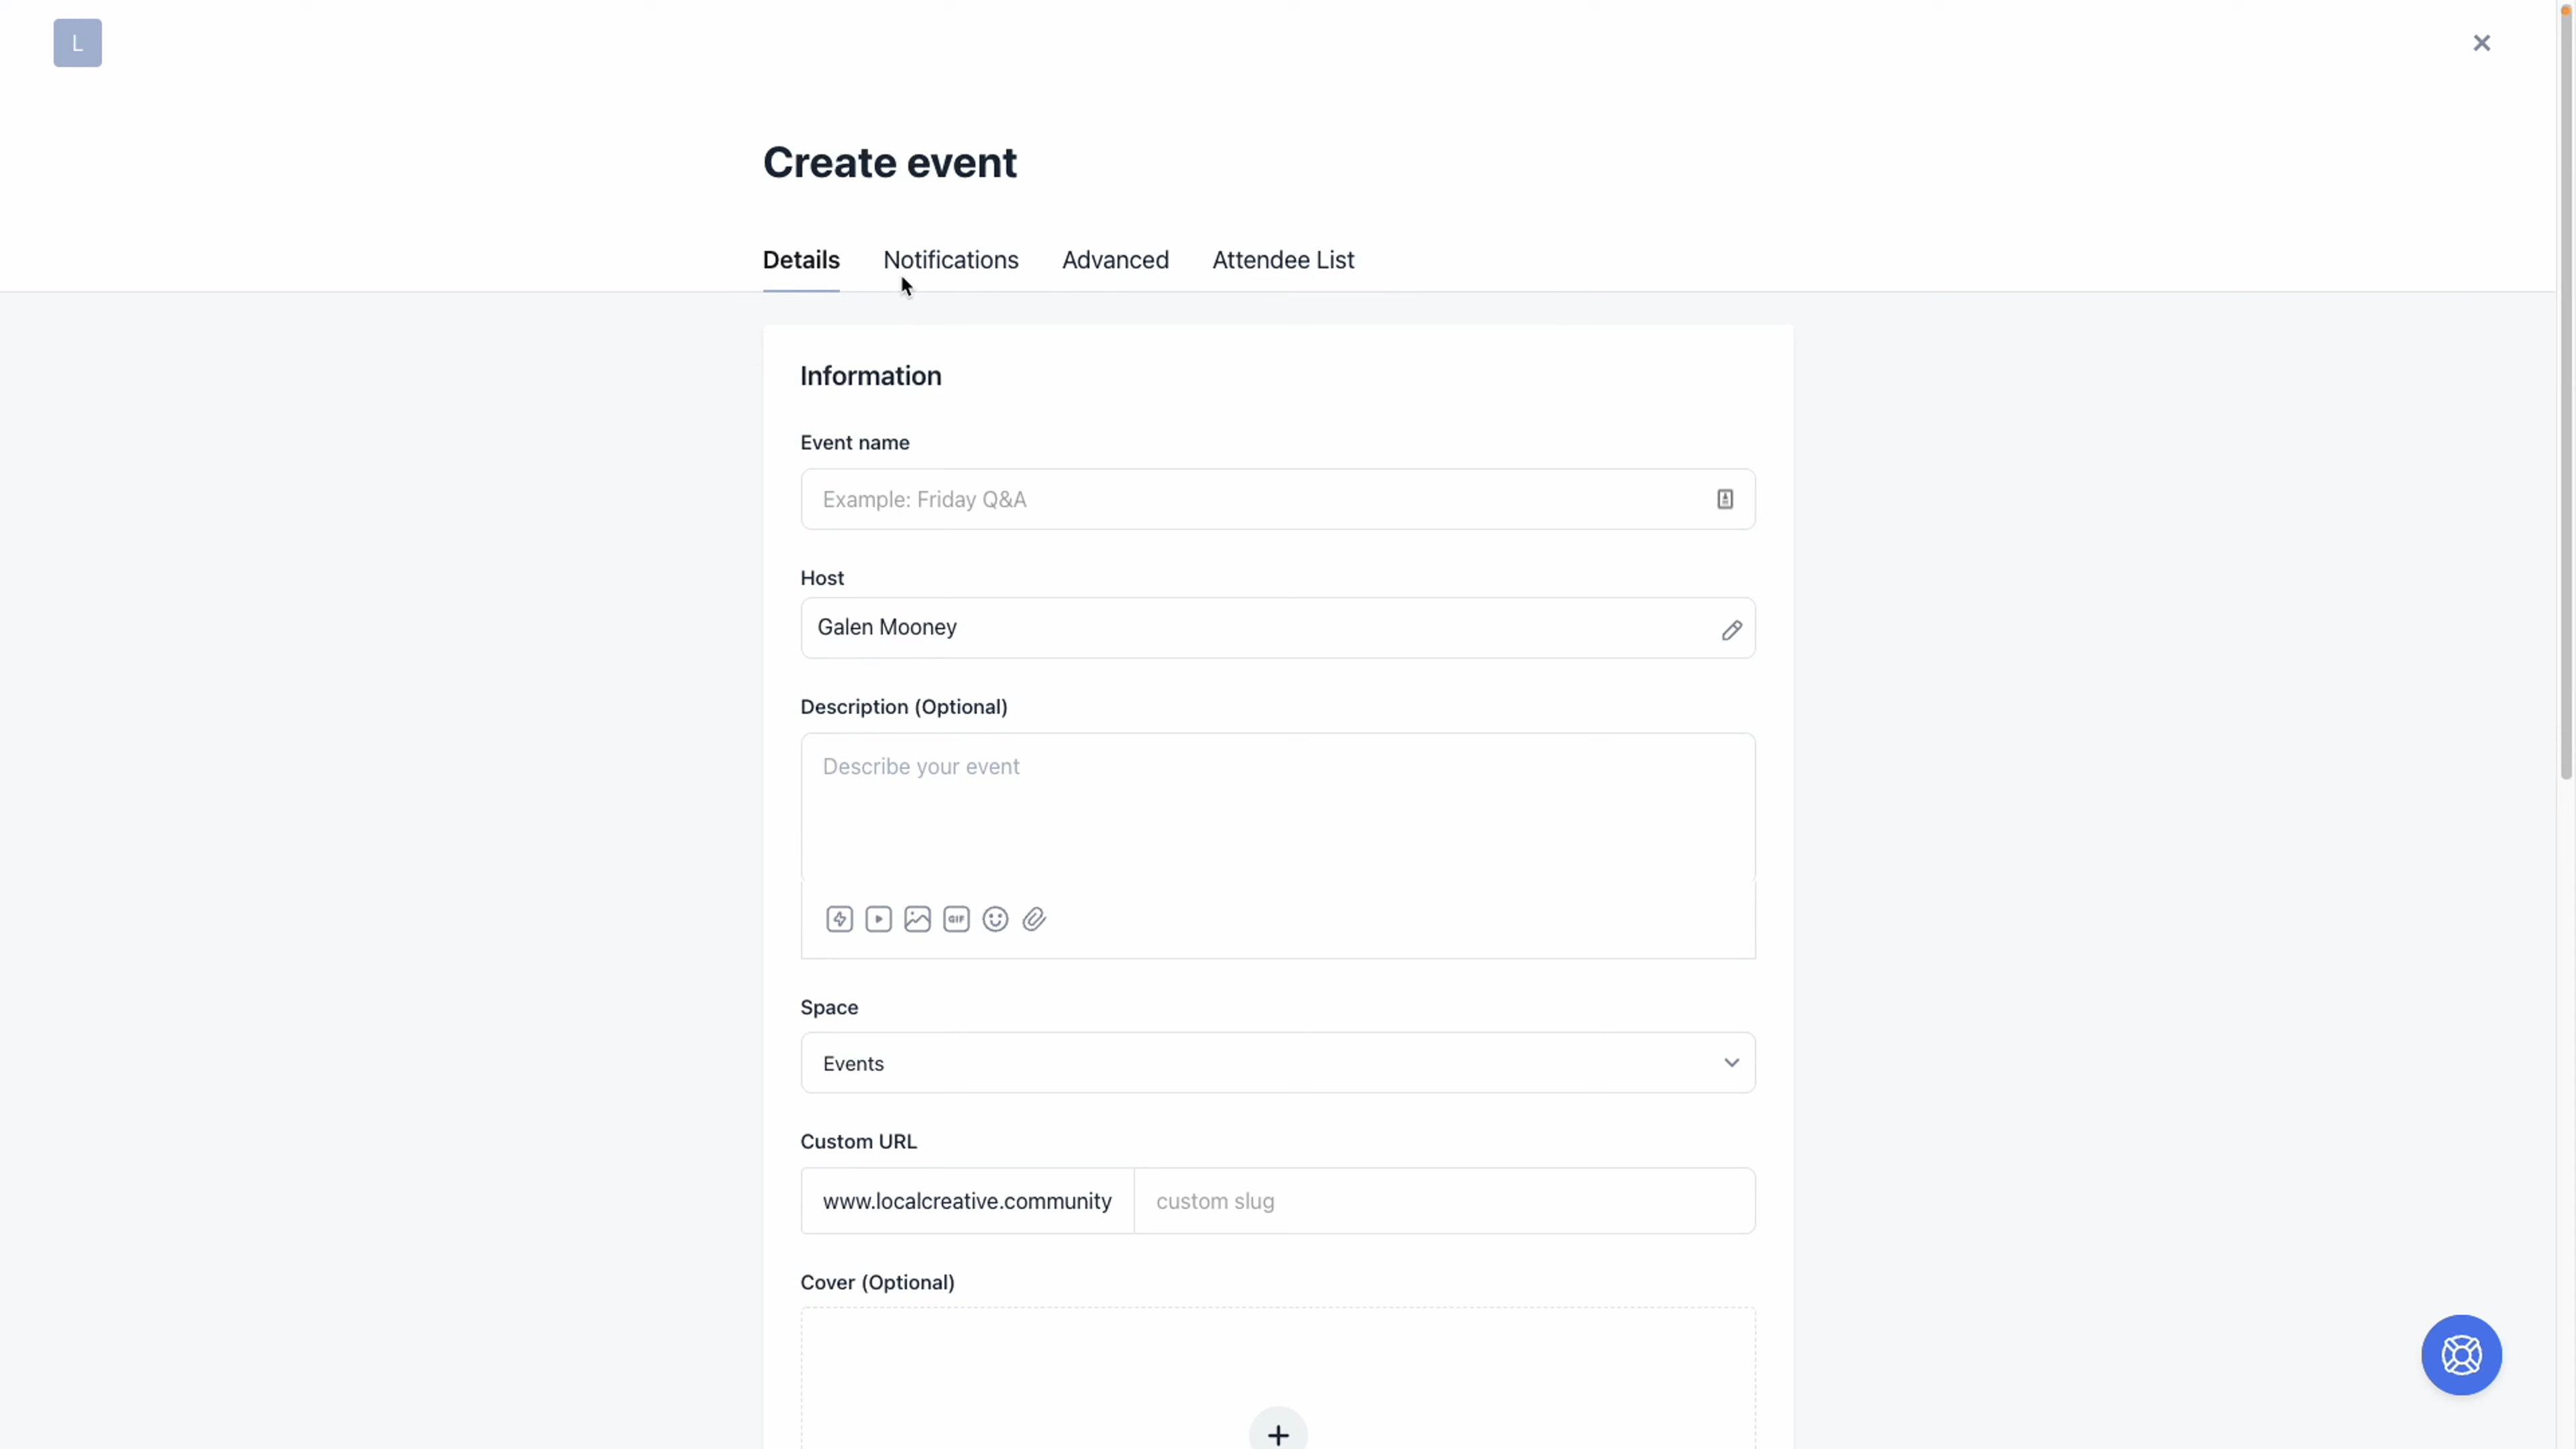 L
Create event
Details Notifications Advanced Attendee List
Information
Event name
Example: Friday Q&A
Host
Galen Mooney
Description (Optional)
Describe your event
GIF
Space
Events
Custom URL
www.localcreative.community custom slug
Cover (Optional)